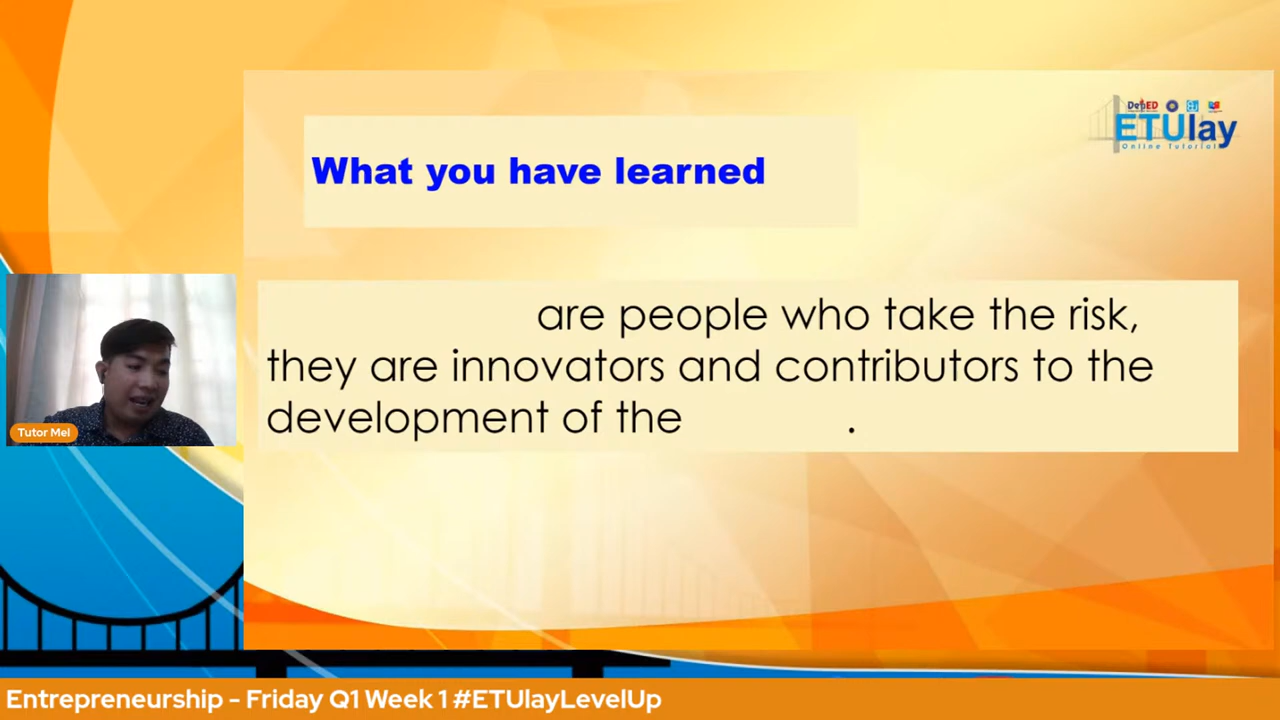 DepED
ETUlay
Online Tutorial
What you have learned
are people who take the risk,
they are innovators and contributors to the
development of the .
Tutor Mel
Entrepreneurship - Friday Q1 Week 1 #ETUlayLevelUp